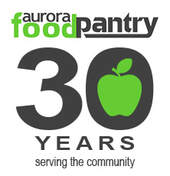 aurora
foodpantry
30
YEARS
serving the community